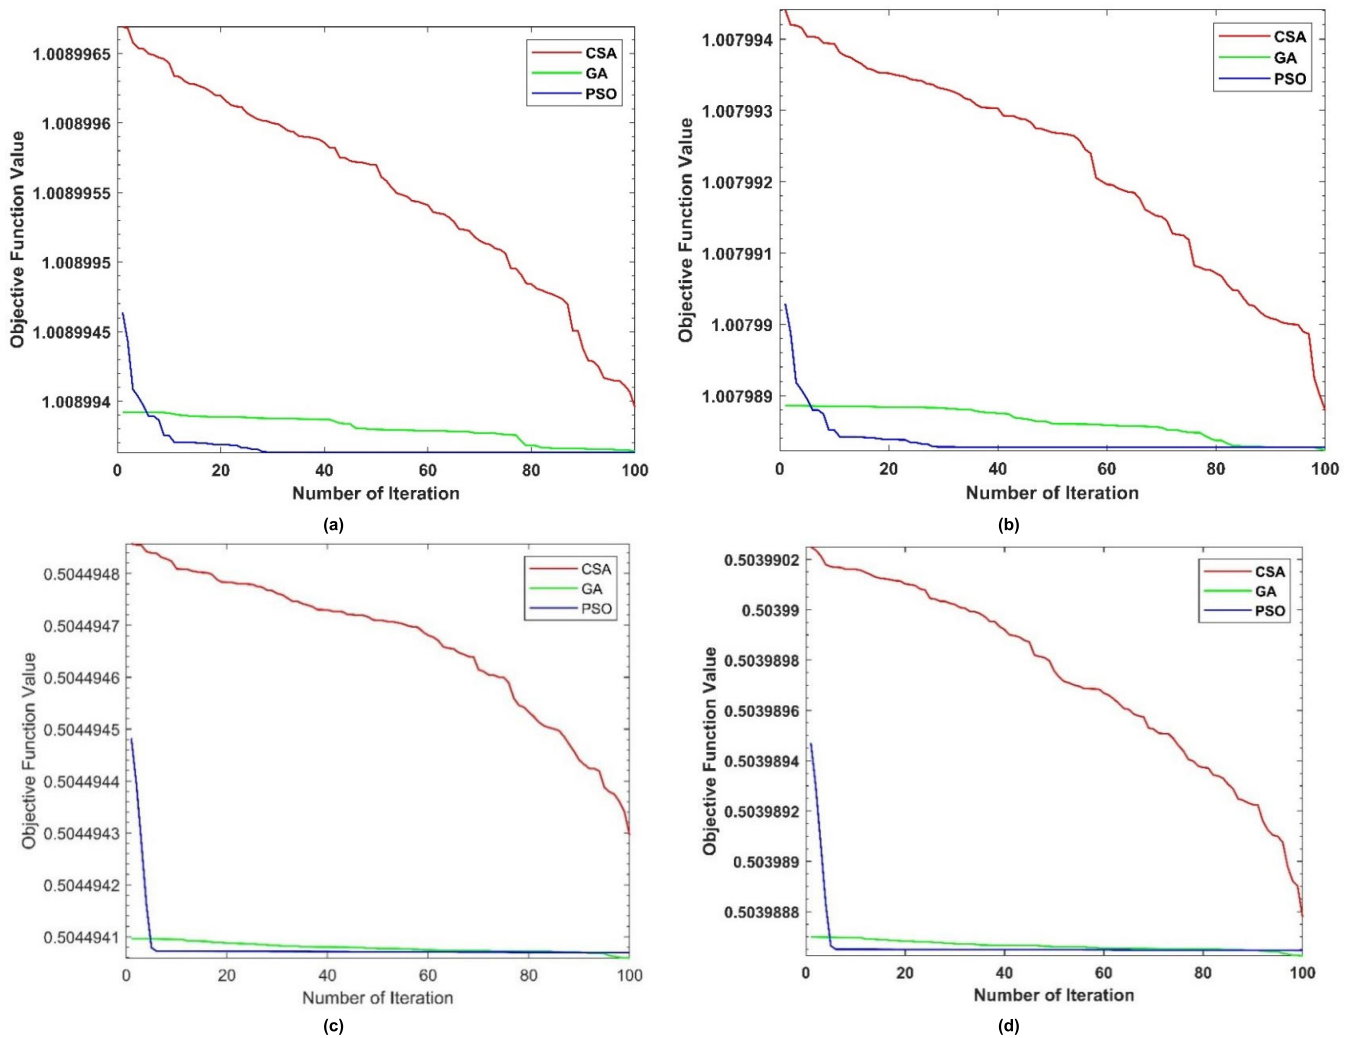 1.0089965
1.008996
1.0089955
1.008995
1.0089945
1.008994
Objective Function Value
CSA
GA
PSO
0 20 40 60 80 100
Number of Iteration
(a)
1.007994
1.007993
1.007992
1.007991
1.00799
1.007989
Objective Function Value
CSA
GA
PSO
0 20 40 60 80 100
Number of Iteration
(b)
0.5044948
0.5044947
0.5044946
0.5044945
0.5044944
0.5044943
0.5044942
0.5044941
Objective Function Value
CSA
GA
PSO
0 20 40 60 80 100
Number of Iteration
(c)
0.5039902
0.50399
0.5039898
0.5039896
0.5039894
0.5039892
0.503989
0.5039888
Objective Function Value
CSA
GA
PSO
0 20 40 60 80 100
Number of Iteration
(d)